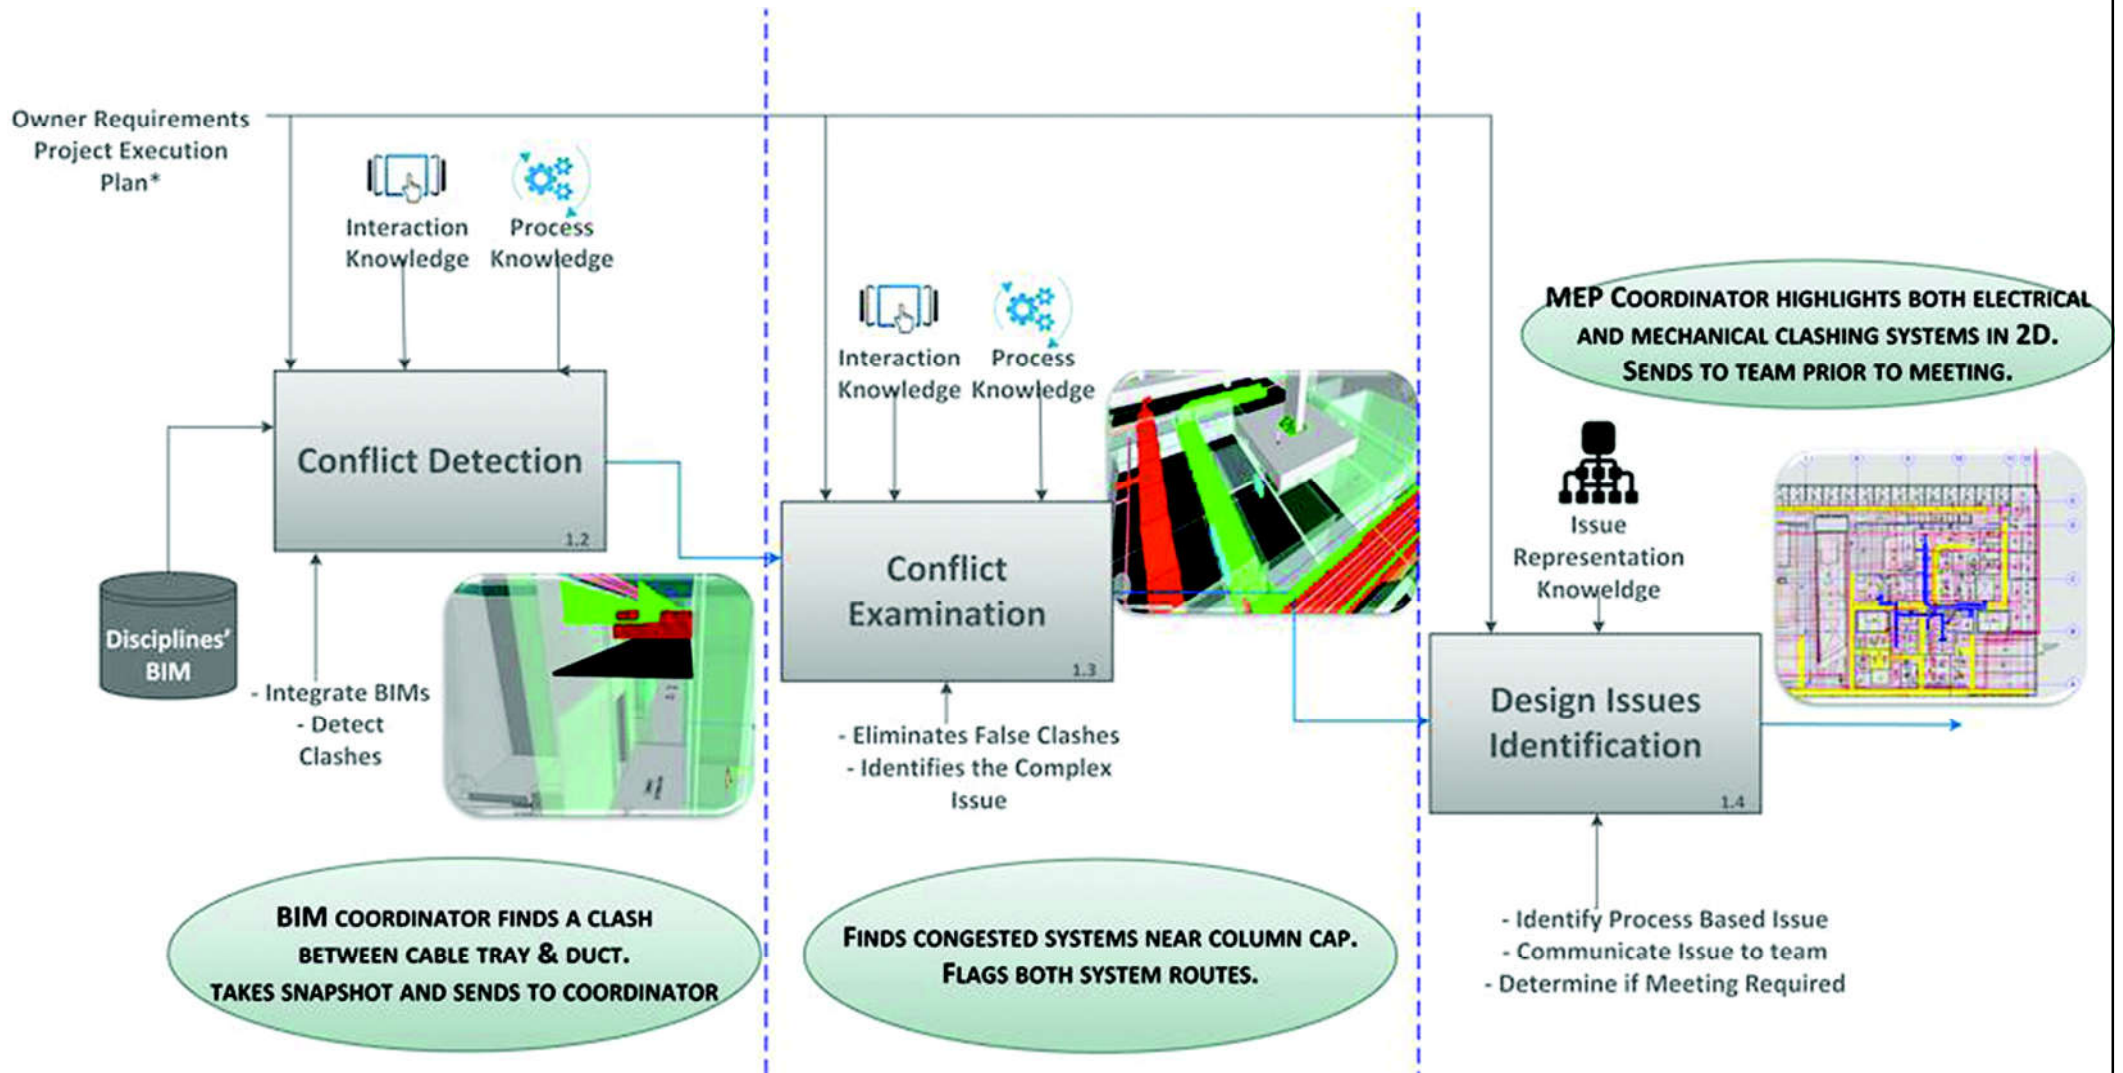 Owner Requirements
Project Execution
Plan*
Interaction
Knowledge
Process
Knowledge
Conflict Detection
1.2
Disciplines'
BIM
- Integrate BIMs
- Detect
Clashes
BIM COORDINATOR FINDS A CLASH
BETWEEN CABLE TRAY & DUCT.
TAKES SNAPSHOT AND SENDS TO COORDINATOR
Interaction
Knowledge
Process
Knowledge
Conflict
Examination
1.3
- Eliminates False Clashes
- Identifies the Complex
Issue
FINDS CONGESTED SYSTEMS NEAR COLUMN CAP.
FLAGS BOTH SYSTEM ROUTES.
MEP COORDINATOR HIGHLIGHTS BOTH ELECTRICAL
AND MECHANICAL CLASHING SYSTEMS IN 2D.
SENDS TO TEAM PRIOR TO MEETING.
Issue
Representation
Knoweldge
Design Issues
Identification
1.4
- Identify Process Based Issue
- Communicate Issue to team
- Determine if Meeting Required